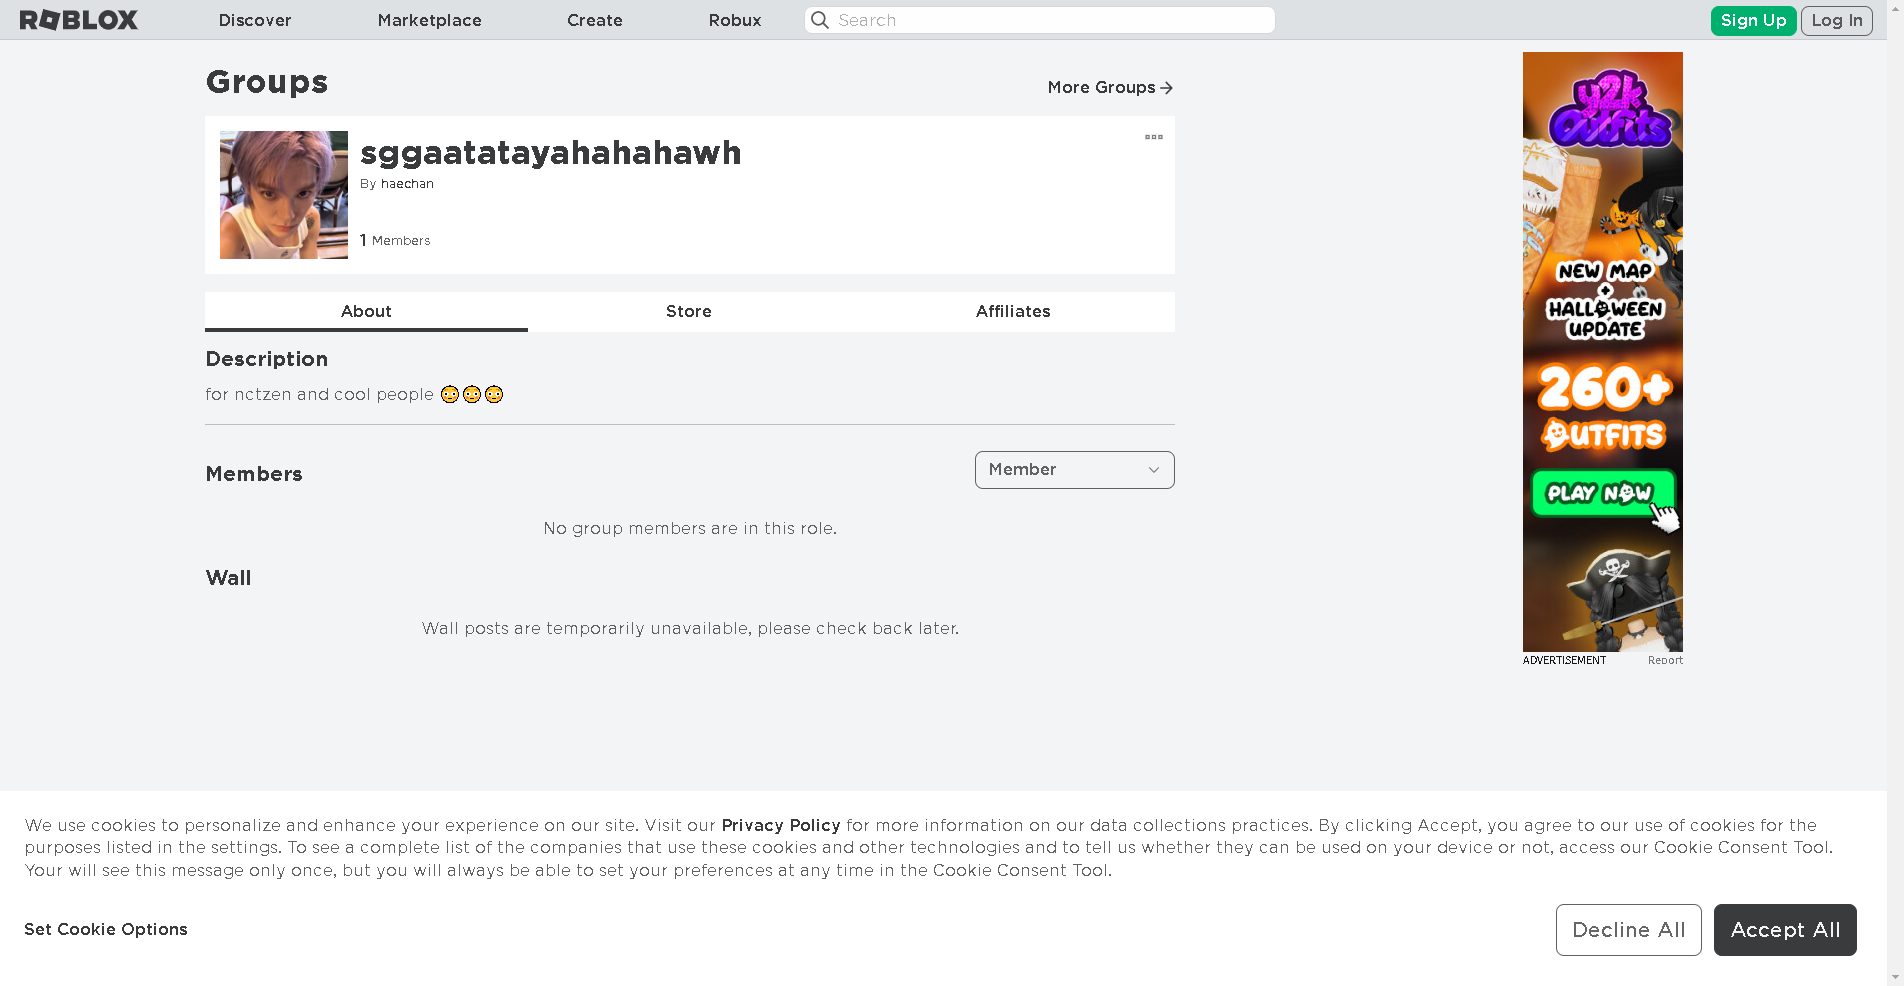 ROBLOX Discover Marketplace Create Robux Search Sign Up Log In
Groups
More Groups
sggaatatayahahahawh
By haechan
1 Members
About Store Affiliates
Description
for nctzen and cool people 😳😳😳
Members
Member
No group members are in this role.
Wall
Wall posts are temporarily unavailable, please check back later.
y2k
Outfits
NEW MAP
+
HALLOWEEN
UPDATE
260+
OUTFITS
PLAY NOW
ADVERTISEMENT Report
We use cookies to personalize and enhance your experience on our site. Visit our Privacy Policy for more information on our data collections practices. By clicking Accept, you agree to our use of cookies for the
purposes listed in the settings. To see a complete list of the companies that use these cookies and other technologies and to tell us whether they can be used on your device or not, access our Cookie Consent Tool.
Your will see this message only once, but you will always be able to set your preferences at any time in the Cookie Consent Tool.
Set Cookie Options
Decline All
Accept All